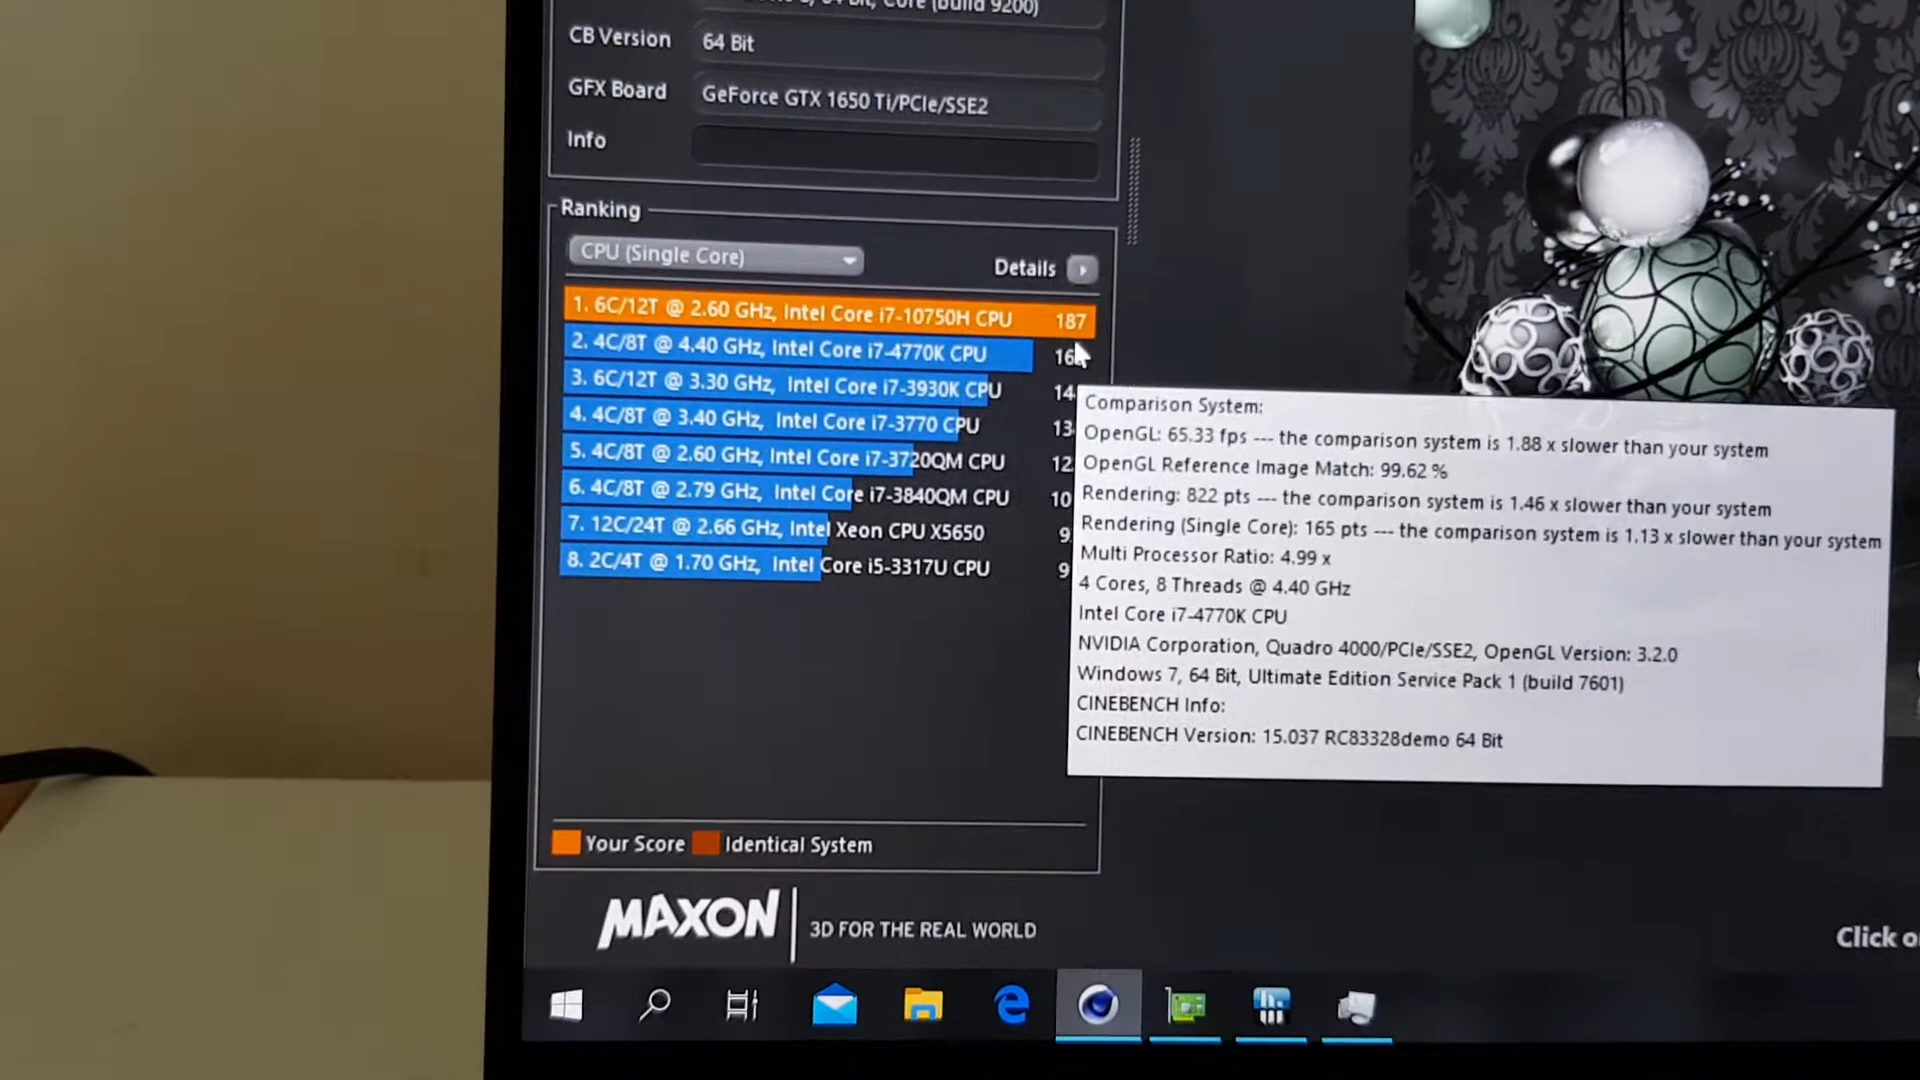 64 Bit, Core (build 9200)
CB Version 64 Bit
GFX Board GeForce GTX 1650 Ti/PCIe/SSE2
Info
Ranking
CPU (Single Core) Details
1. 6C/12T @ 2.60 GHz, Intel Core i7-10750H CPU 187
2. 4C/8T @ 4.40 GHz, Intel Core i7-4770K CPU
3. 6C/12T @ 3.30 GHz, Intel Core i7-3930K CPU
4. 4C/8T @ 3.40 GHz, Intel Core i7-3770 CPU
5. 4C/8T @ 2.60 GHz, Intel Core i7-3720QM CPU
6. 4C/8T @ 2.79 GHz, Intel Core i7-3840QM CPU
7. 12C/24T @ 2.66 GHz, Intel Xeon CPU X5650
8. 2C/4T @ 1.70 GHz, Intel Core i5-3317U CPU
Comparison System:
OpenGL: 65.33 fps --- the comparison system is 1.88 x slower than your system
OpenGL Reference Image Match: 99.62 %
Rendering: 822 pts --- the comparison system is 1.46 x slower than your system
Rendering (Single Core): 165 pts --- the comparison system is 1.13 x slower than your system
Multi Processor Ratio: 4.99 x
4 Cores, 8 Threads @ 4.40 GHz
Intel Core i7-4770K CPU
NVIDIA Corporation, Quadro 4000/PCIe/SSE2, OpenGL Version: 3.2.0
Windows 7, 64 Bit, Ultimate Edition Service Pack 1 (build 7601)
CINEBENCH Info:
CINEBENCH Version: 15.037 RC83328demo 64 Bit
Your Score Identical System
MAXON 3D FOR THE REAL WORLD
Click